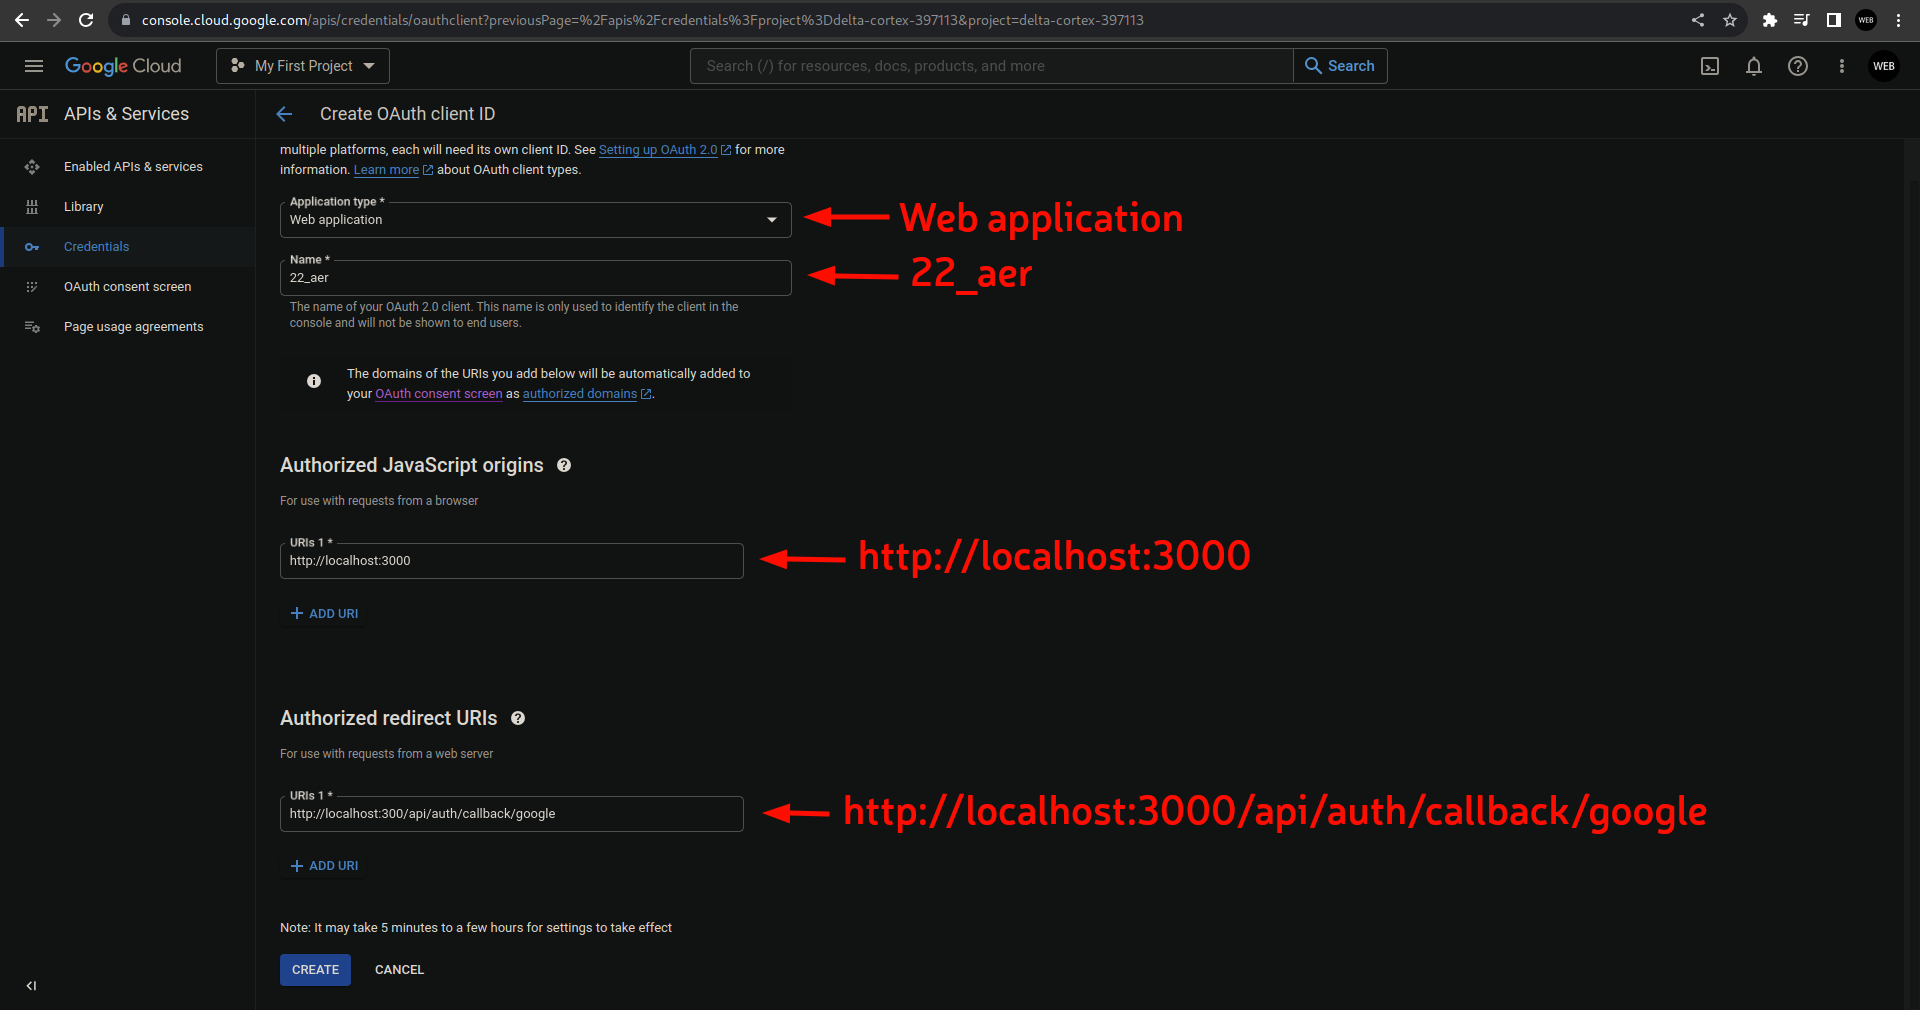 console.cloud.google.com/apis/credentials/oauthclient?previousPage=%2Fapis%2Fcredentials%3Fproject%3Ddelta-cortex-397113&project=delta-cortex-397113
WEB
Google Cloud
My First Project
Search (/) for resources, docs, products, and more
Search
WEB
API
APIs & Services
Create OAuth client ID
Enabled APIs & services
Library
Credentials
OAuth consent screen
Page usage agreements
multiple platforms, each will need its own client ID. See Setting up OAuth 2.0 for more
information. Learn more about OAuth client types.
Application type *
Web application
Web application
Name *
22_aer
22_aer
The name of your OAuth 2.0 client. This name is only used to identify the client in the
console and will not be shown to end users.
The domains of the URIs you add below will be automatically added to
your OAuth consent screen as authorized domains.
Authorized JavaScript origins
For use with requests from a browser
URIs 1 *
http://localhost:3000
http://localhost:3000
ADD URI
Authorized redirect URIs
For use with requests from a web server
URIs 1 *
http://localhost:300/api/auth/callback/google
http://localhost:3000/api/auth/callback/google
ADD URI
Note: It may take 5 minutes to a few hours for settings to take effect
CREATE
CANCEL